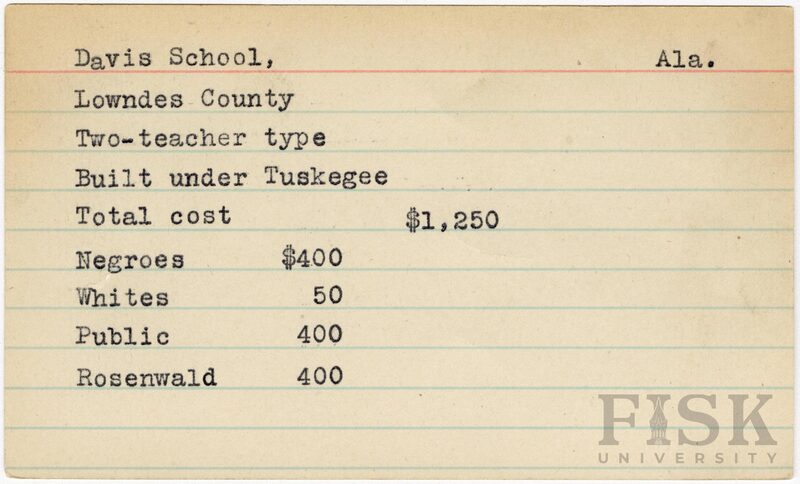 Davis School, Ala.
Lowndes County
Two-teacher type
Built under Tuskegee
Total cost $1,250
Negroes $400
Whites 50
Public 400
Rosenwald 400
FISK
UNIVERSITY